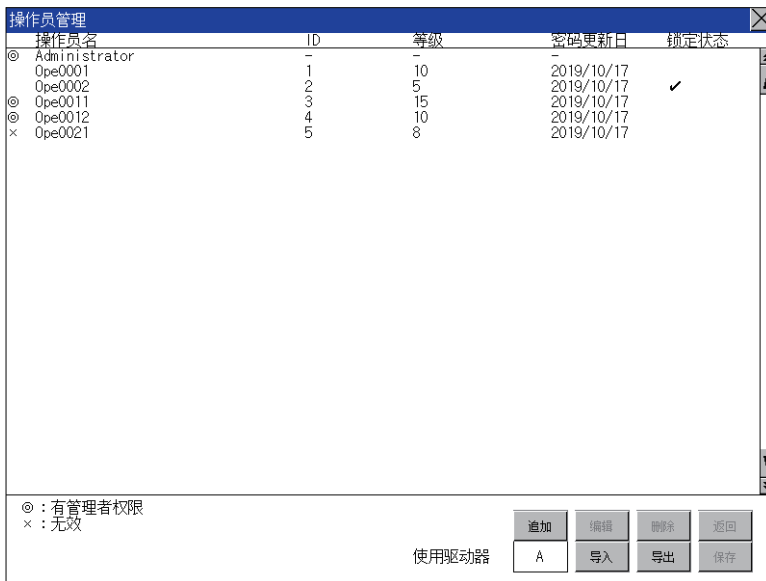 操作员管理
操作员名 ID 等级 密码更新日 锁定状态
◎ Administrator - - -
Ope0001 1 10 2019/10/17
Ope0002 2 5 2019/10/17 ✔
◎ Ope0011 3 15 2019/10/17
◎ Ope0012 4 10 2019/10/17
× Ope0021 5 8 2019/10/17
◎：有管理者权限
×：无效
追加 编辑 删除 返回
使用驱动器 A 导入 导出 保存